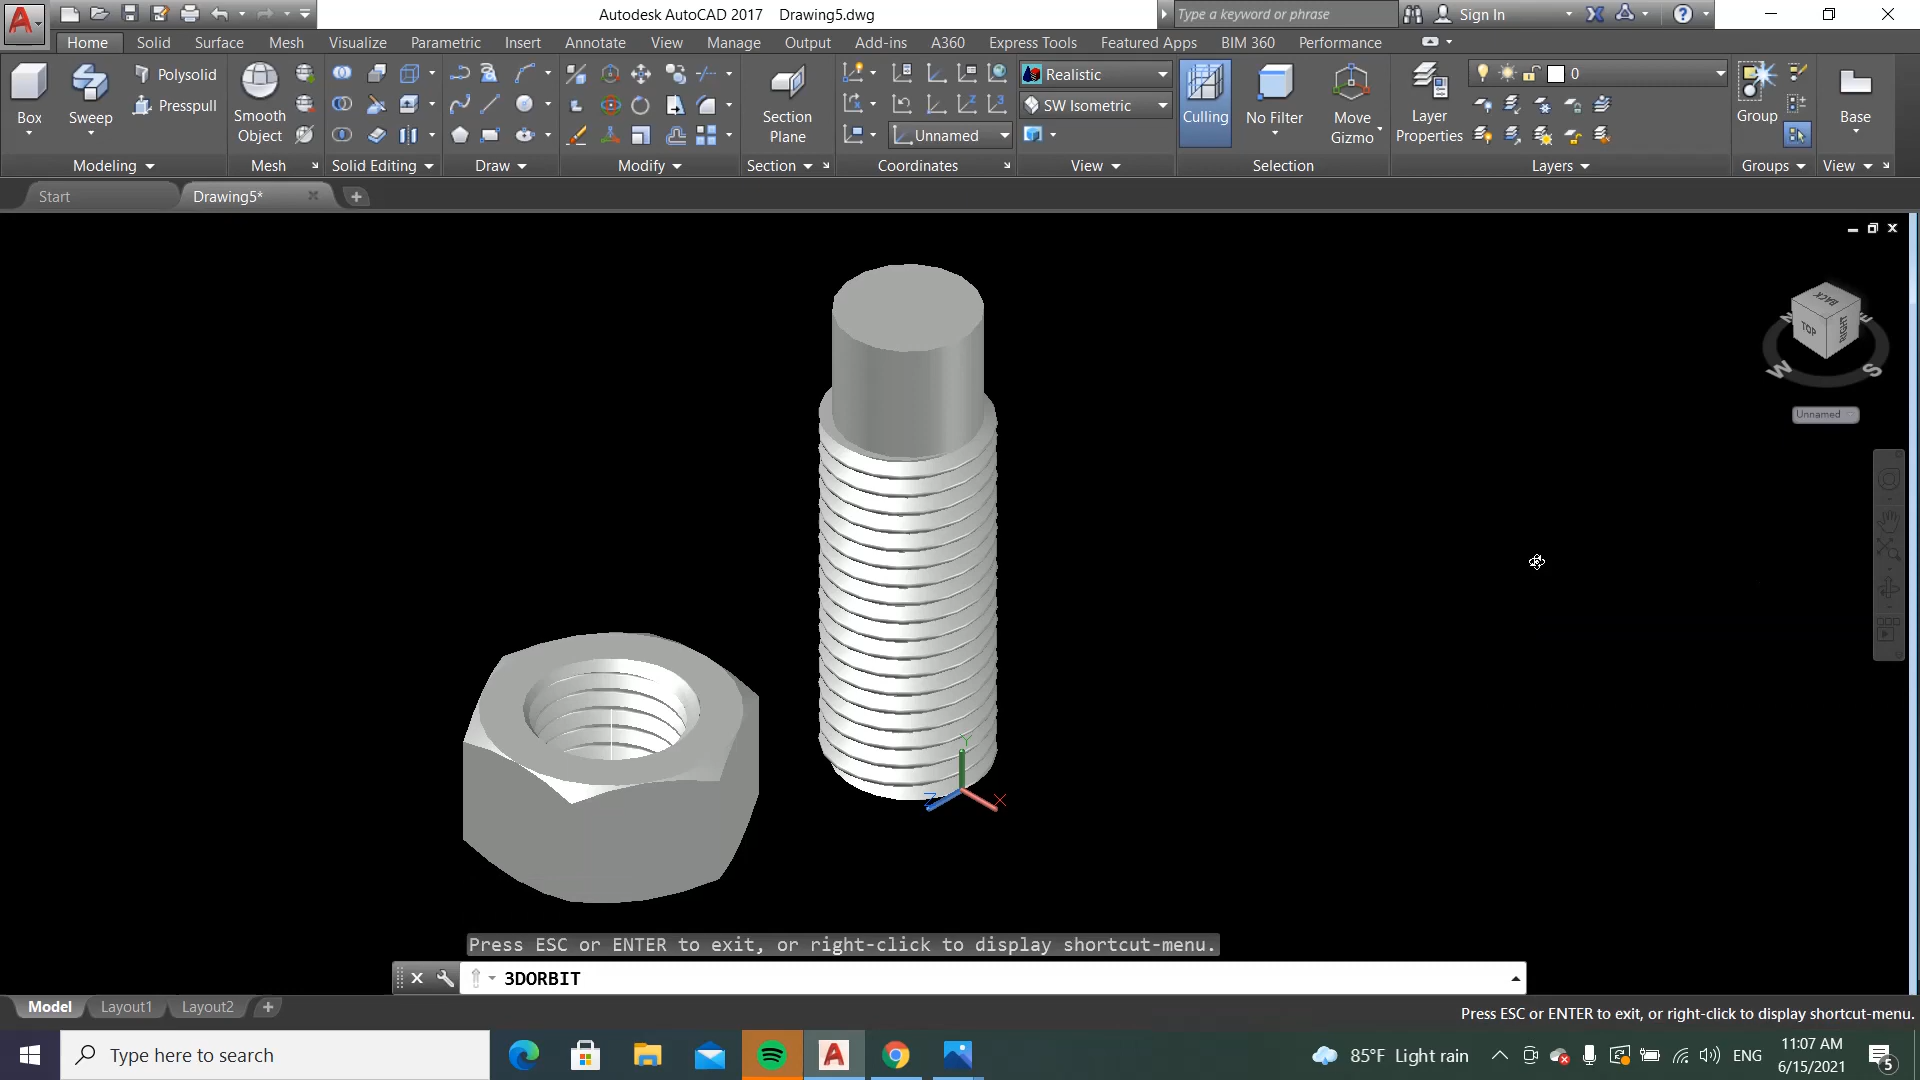 Autodesk AutoCAD 2017 Drawing5.dwg
Type a keyword or phrase
Sign In
Home Solid Surface Mesh Visualize Parametric Insert Annotate View Manage Output Add-ins A360 Express Tools Featured Apps BIM 360 Performance
Box
Sweep
Polysolid
Presspull
Modeling
Smooth
Object
Mesh
Solid Editing
Draw
Modify
Section
Plane
Section
Unnamed
Coordinates
Realistic
SW Isometric
View
Culling
No Filter
Move
Gizmo
Selection
Layer
Properties
0
Layers
Group
Groups
Base
View
Start
Drawing5*
BACK
TOP
RIGHT
N
E
W
S
Unnamed
Y
Z
X
Press ESC or ENTER to exit, or right-click to display shortcut-menu.
3DORBIT
Model Layout1 Layout2
Press ESC or ENTER to exit, or right-click to display shortcut-menu.
Type here to search
85°F Light rain
ENG
11:07 AM
6/15/2021
5